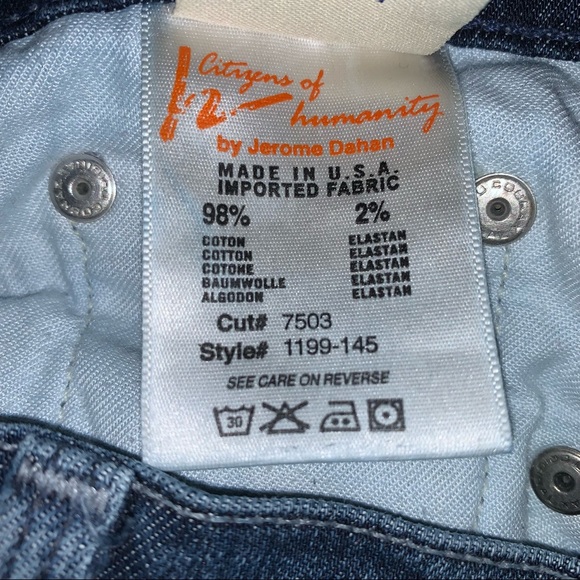 Citizens of
humanity
by Jerome Dahan
MADE IN U.S.A.
IMPORTED FABRIC
98% 2%
COTON ELASTAN
COTTON ELASTAN
COTONE ELASTAN
BAUMWOLLE ELASTAN
ALGODON ELASTAN
Cut# 7503
Style# 1199-145
SEE CARE ON REVERSE
30